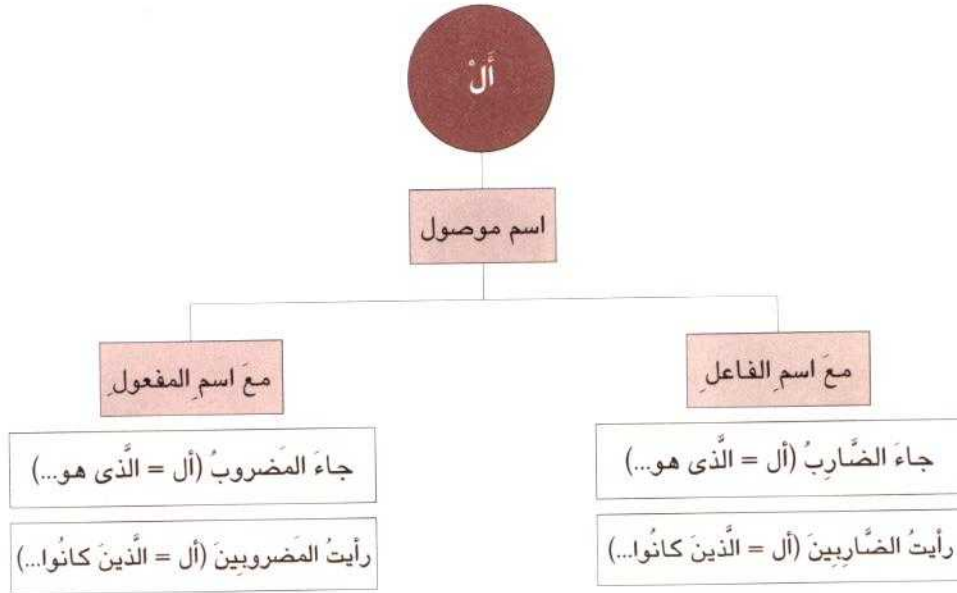 أَلْ
اسم موصول
معَ اسمِ الفاعلِ
جاءَ الضَّارِبُ (أل = الَّذى هو...)
رأيتُ الضَّارِبِينَ (أل = الَّذينَ كانُوا...)
معَ اسمِ المفعولِ
جاءَ المَضروبُ (أل = الَّذى هو...)
رأيتُ المَضروبِينَ (أل = الَّذينَ كانُوا...)